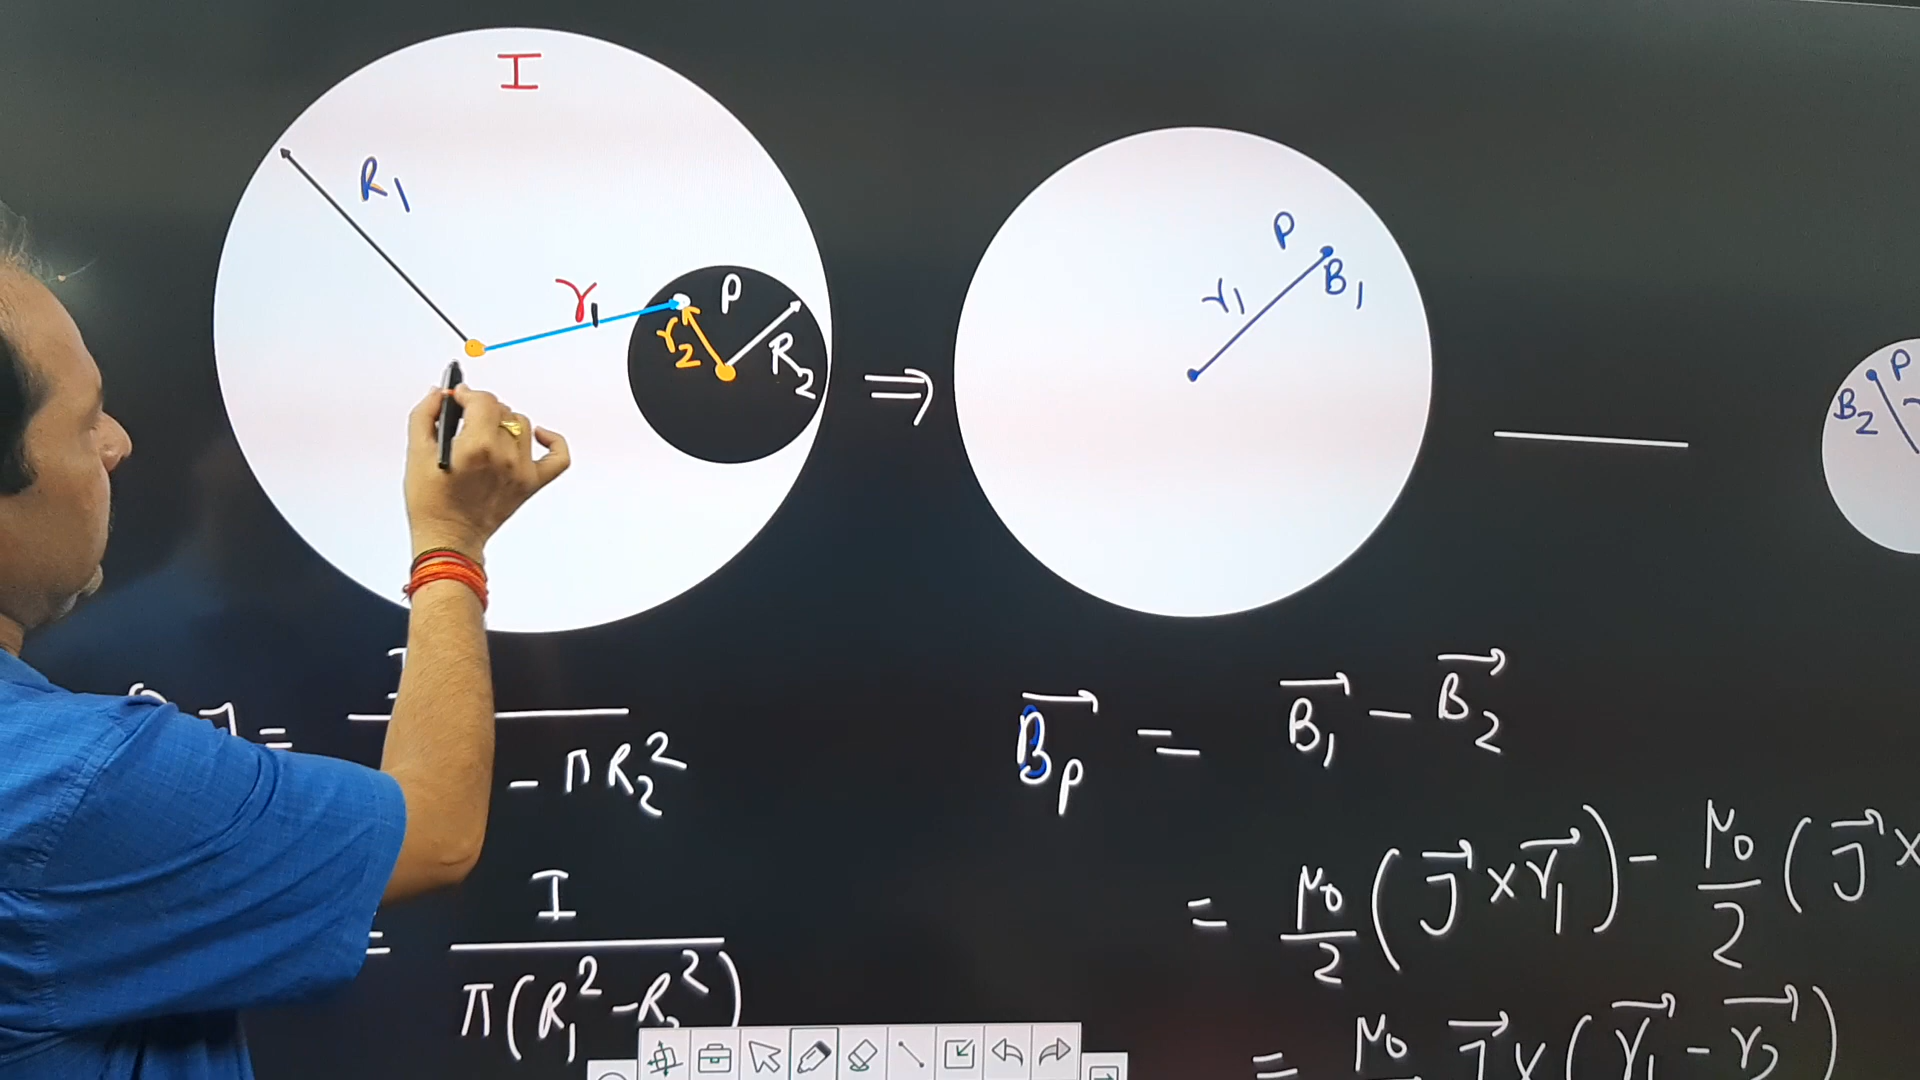 I
R₁
r₁
P
r₂
R₂
⇒
P
r₁
B₁
P
B₂
J =
- πR₂²
= I / π(R₁² - R₂²)
B⃗p = B⃗₁ - B⃗₂
= μ₀/2 (J⃗ × r⃗₁) - μ₀/2 (J⃗ ×
= μ₀ J⃗ × (r⃗₁ - r⃗₂)